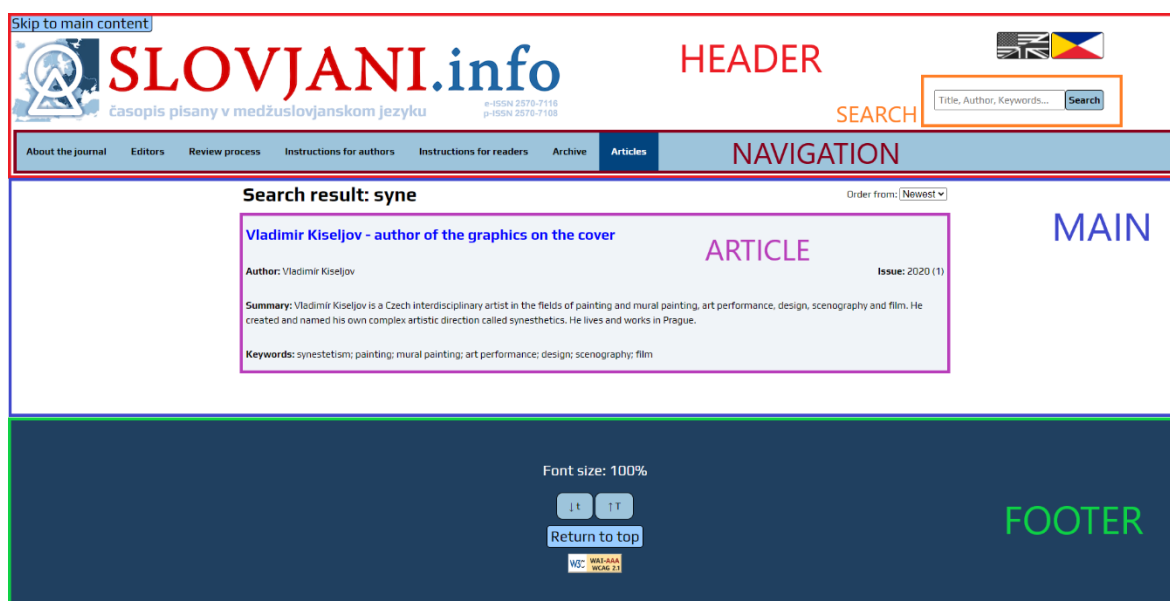 Skip to main content
SLOVJANI.info
časopis pisany v medžuslovjanskom jezyku
e-ISSN 2570-7116
p-ISSN 2570-7108
HEADER
SEARCH
Title, Author, Keywords... Search
About the journal Editors Review process Instructions for authors Instructions for readers Archive Articles
NAVIGATION
Search result: syne
Order from: Newest
MAIN
Vladimir Kiseljov - author of the graphics on the cover
ARTICLE
Author: Vladimír Kiseljov
Issue: 2020 (1)
Summary: Vladimír Kiseljov is a Czech interdisciplinary artist in the fields of painting and mural painting, art performance, design, scenography and film. He
created and named his own complex artistic direction called synesthetics. He lives and works in Prague.
Keywords: synestetism; painting; mural painting; art performance; design; scenography; film
Font size: 100%
↓t ↑T
FOOTER
Return to top
W3C WAI-AAA
WCAG 2.1